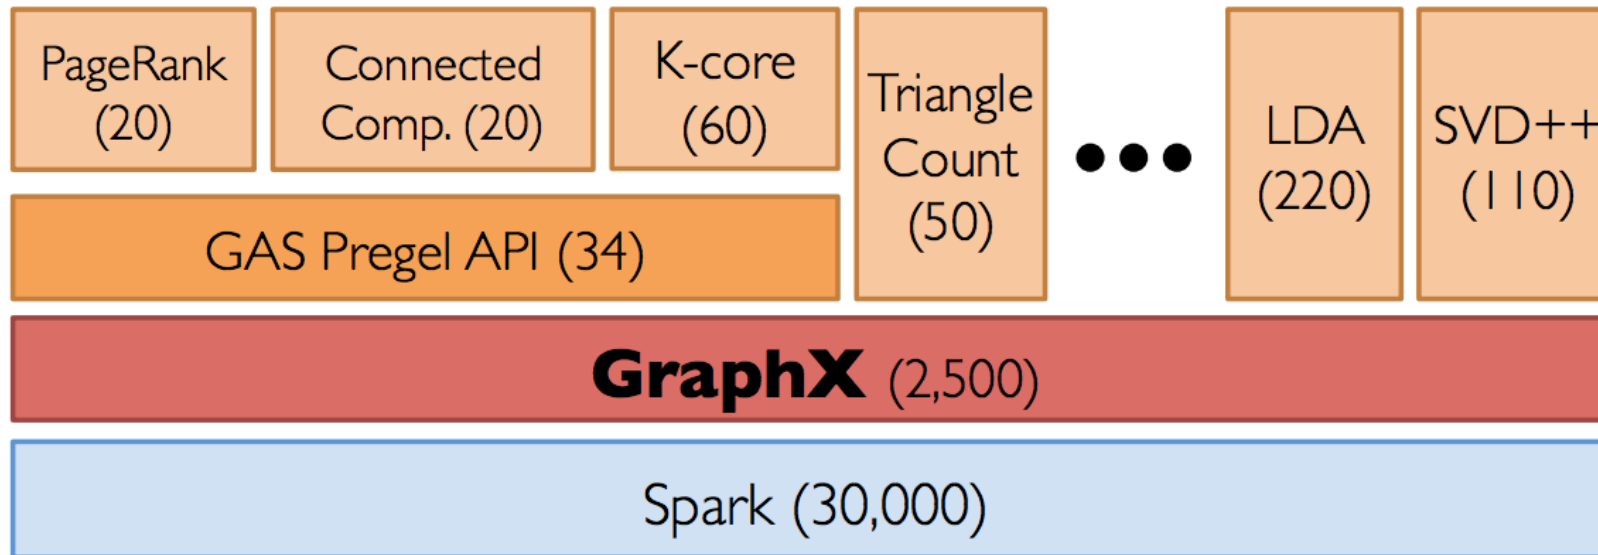 PageRank
(20)
Connected
Comp. (20)
K-core
(60)
Triangle
Count
(50)
LDA
(220)
SVD++
(110)
GAS Pregel API (34)
GraphX (2,500)
Spark (30,000)